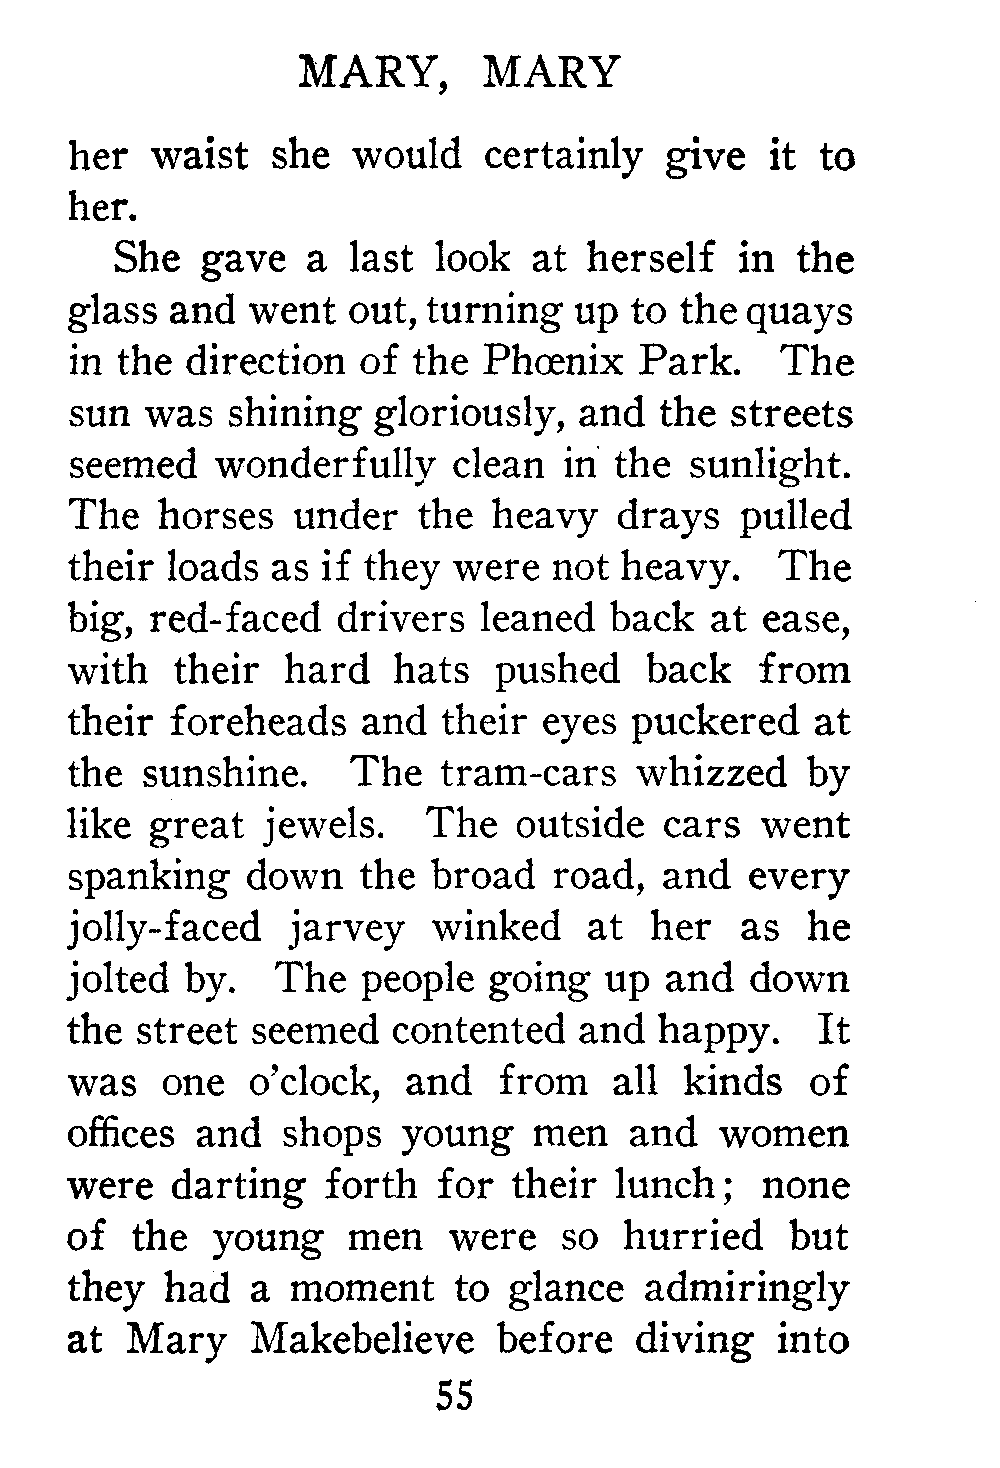 MARY, MARY
her waist she would certainly give it to
her.
She gave a last look at herself in the
glass and went out, turning up to the quays
in the direction of the Phœnix Park. The
sun was shining gloriously, and the streets
seemed wonderfully clean in the sunlight.
The horses under the heavy drays pulled
their loads as if they were not heavy. The
big, red-faced drivers leaned back at ease,
with their hard hats pushed back from
their foreheads and their eyes puckered at
the sunshine. The tram-cars whizzed by
like great jewels. The outside cars went
spanking down the broad road, and every
jolly-faced jarvey winked at her as he
jolted by. The people going up and down
the street seemed contented and happy. It
was one o’clock, and from all kinds of
offices and shops young men and women
were darting forth for their lunch; none
of the young men were so hurried but
they had a moment to glance admiringly
at Mary Makebelieve before diving into
55